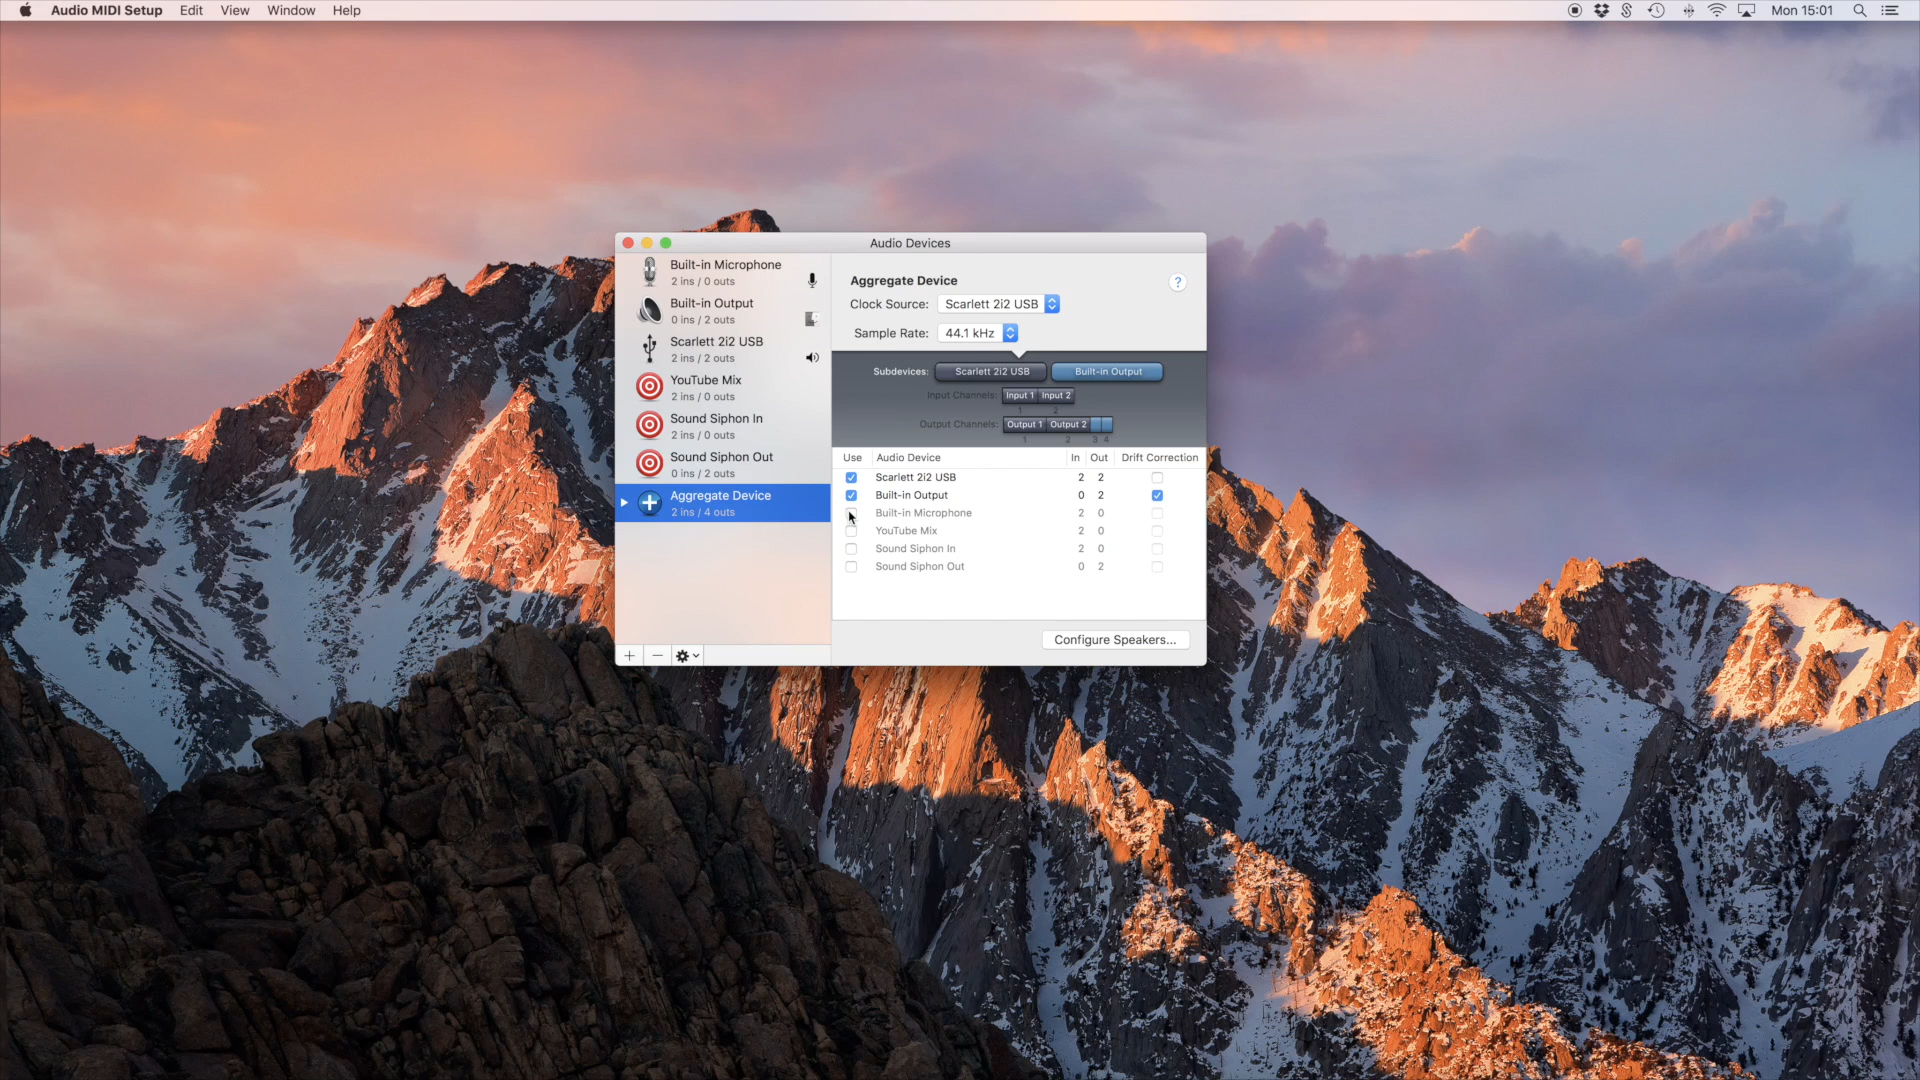 Audio MIDI Setup Edit View Window Help Mon 15:01
Audio Devices
Built-in Microphone
2 ins / 0 outs
Built-in Output
0 ins / 2 outs
Scarlett 2i2 USB
2 ins / 2 outs
YouTube Mix
2 ins / 0 outs
Sound Siphon In
2 ins / 0 outs
Sound Siphon Out
0 ins / 2 outs
Aggregate Device
2 ins / 4 outs
Aggregate Device ?
Clock Source: Scarlett 2i2 USB
Sample Rate: 44.1 kHz
Subdevices: Scarlett 2i2 USB Built-in Output
Input Channels: Input 1 Input 2
1 2
Output Channels: Output 1 Output 2
1 2 3 4
Use Audio Device In Out Drift Correction
Scarlett 2i2 USB 2 2
Built-in Output 0 2
Built-in Microphone 2 0
YouTube Mix 2 0
Sound Siphon In 2 0
Sound Siphon Out 0 2
Configure Speakers...